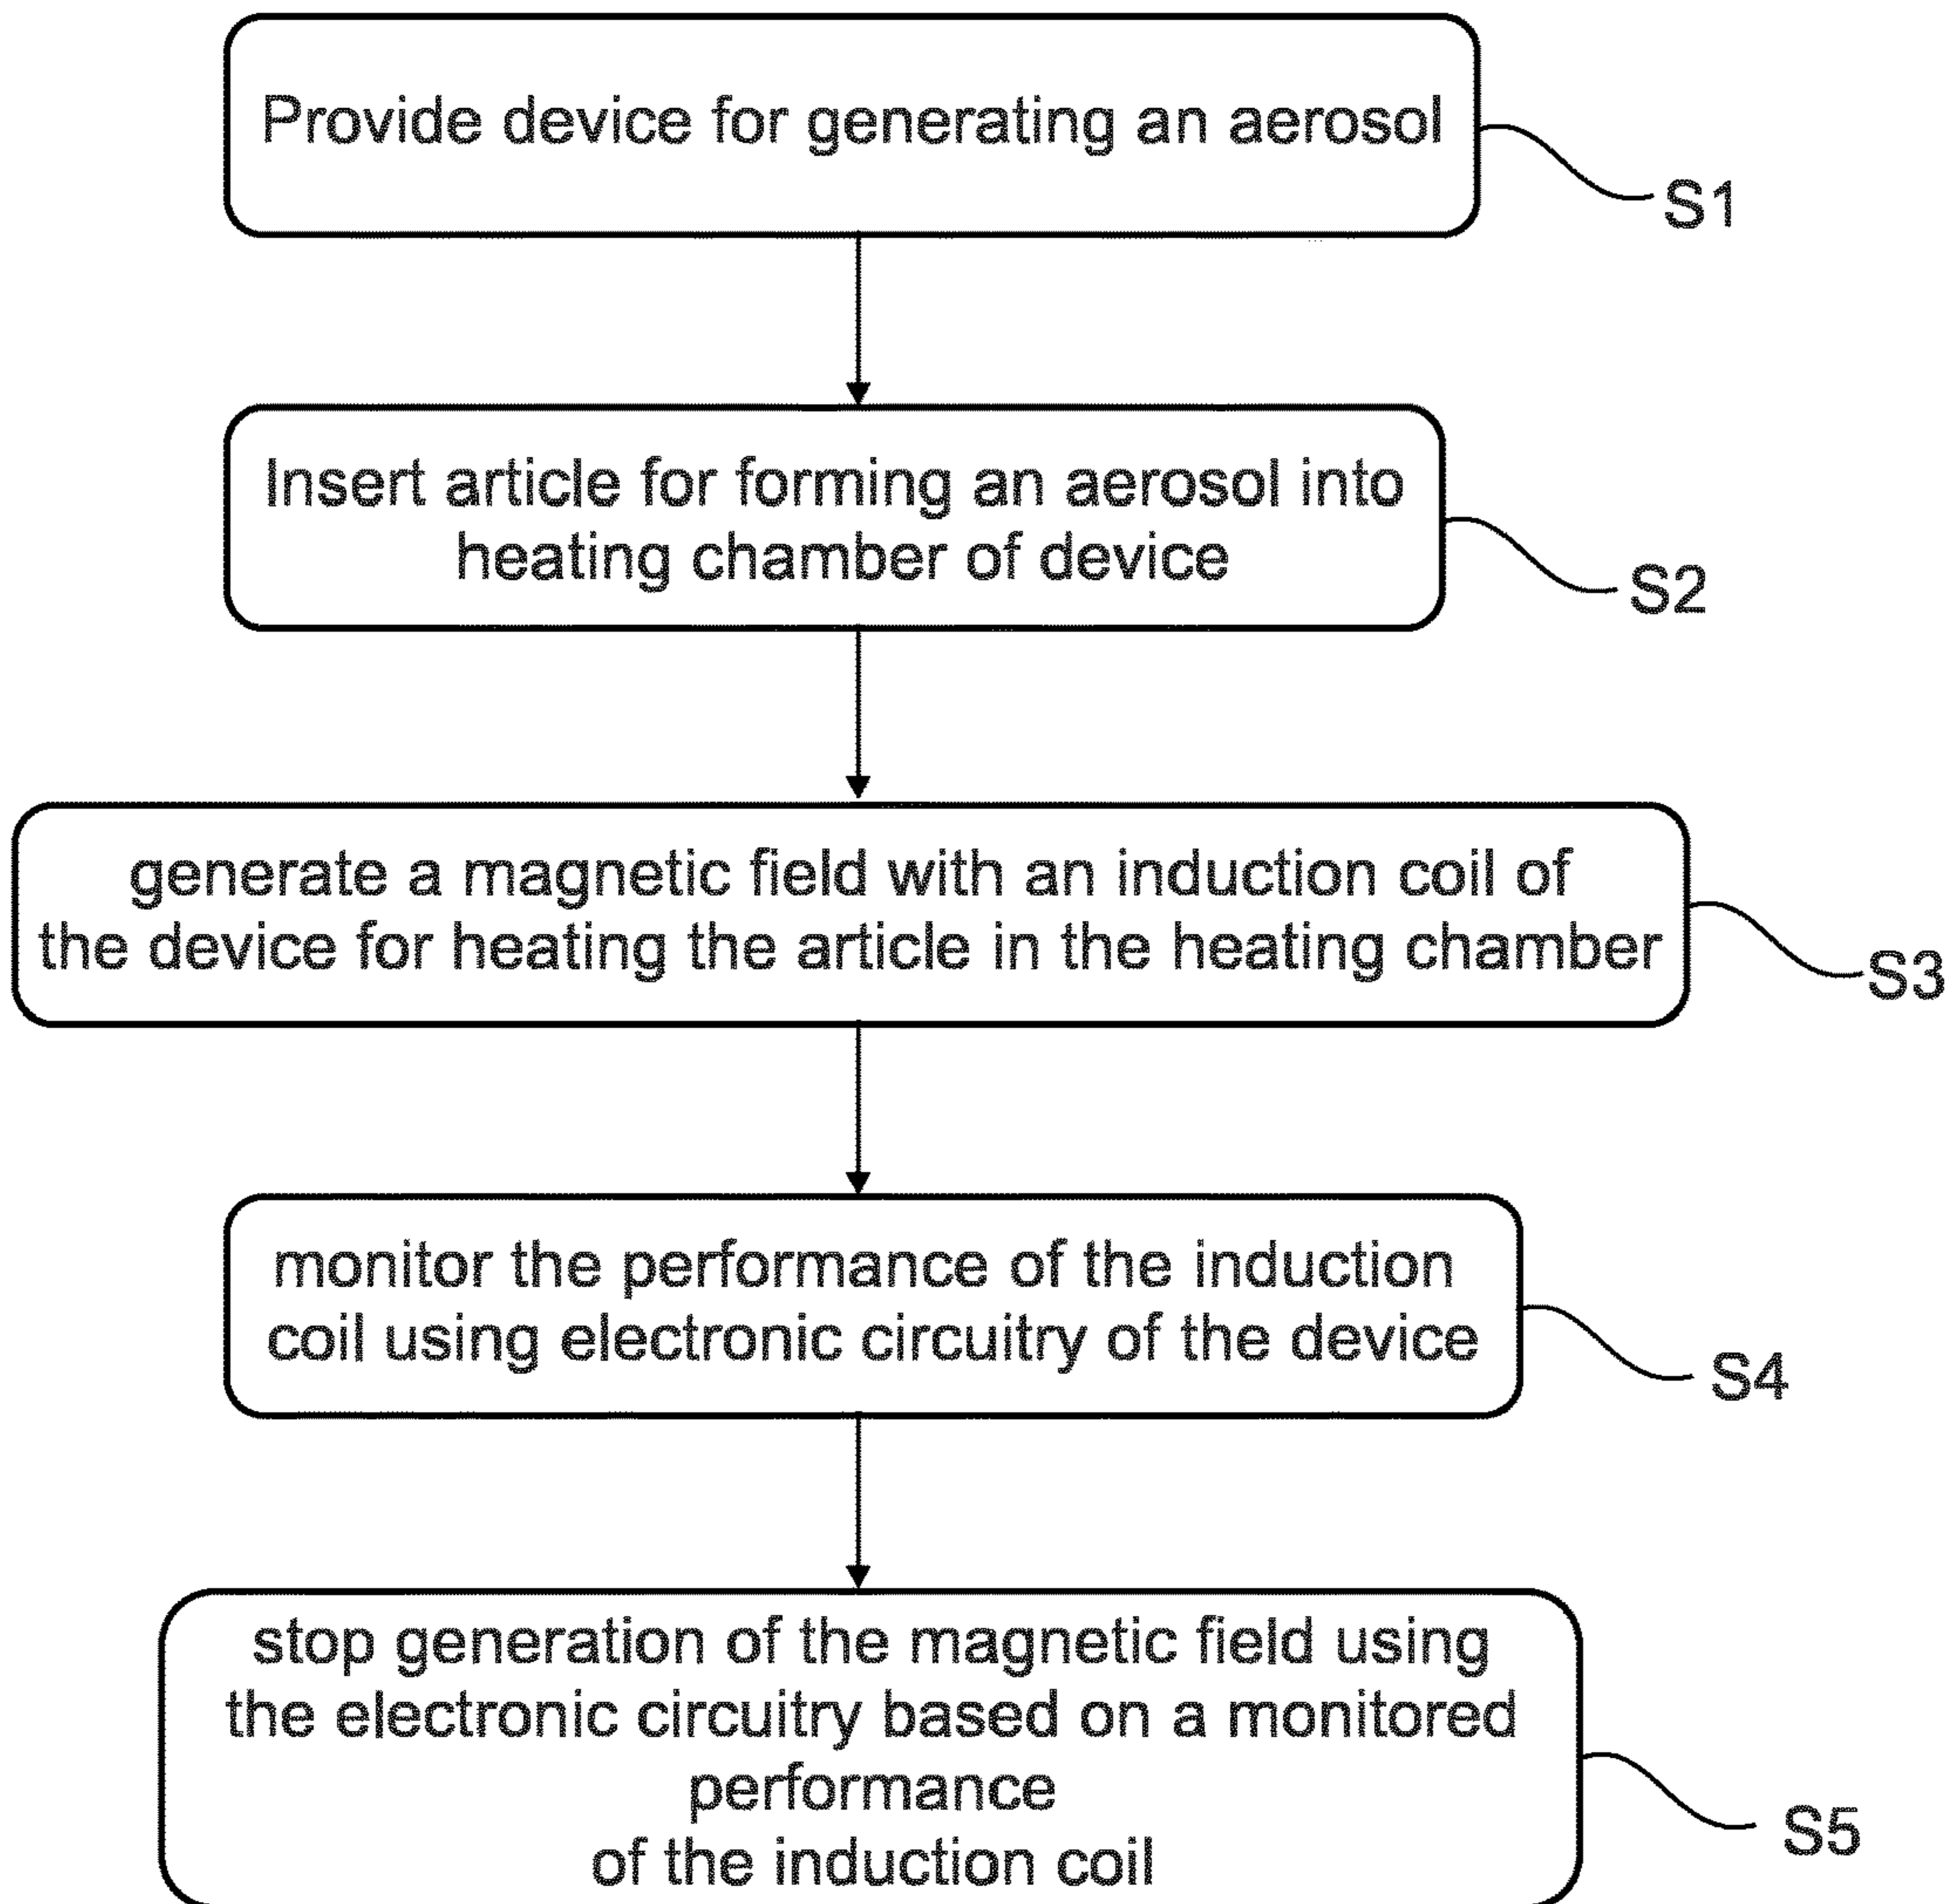 Provide device for generating an aerosol
S1
Insert article for forming an aerosol into
heating chamber of device
S2
generate a magnetic field with an induction coil of
the device for heating the article in the heating chamber
S3
monitor the performance of the induction
coil using electronic circuitry of the device
S4
stop generation of the magnetic field using
the electronic circuitry based on a monitored
performance
of the induction coil
S5